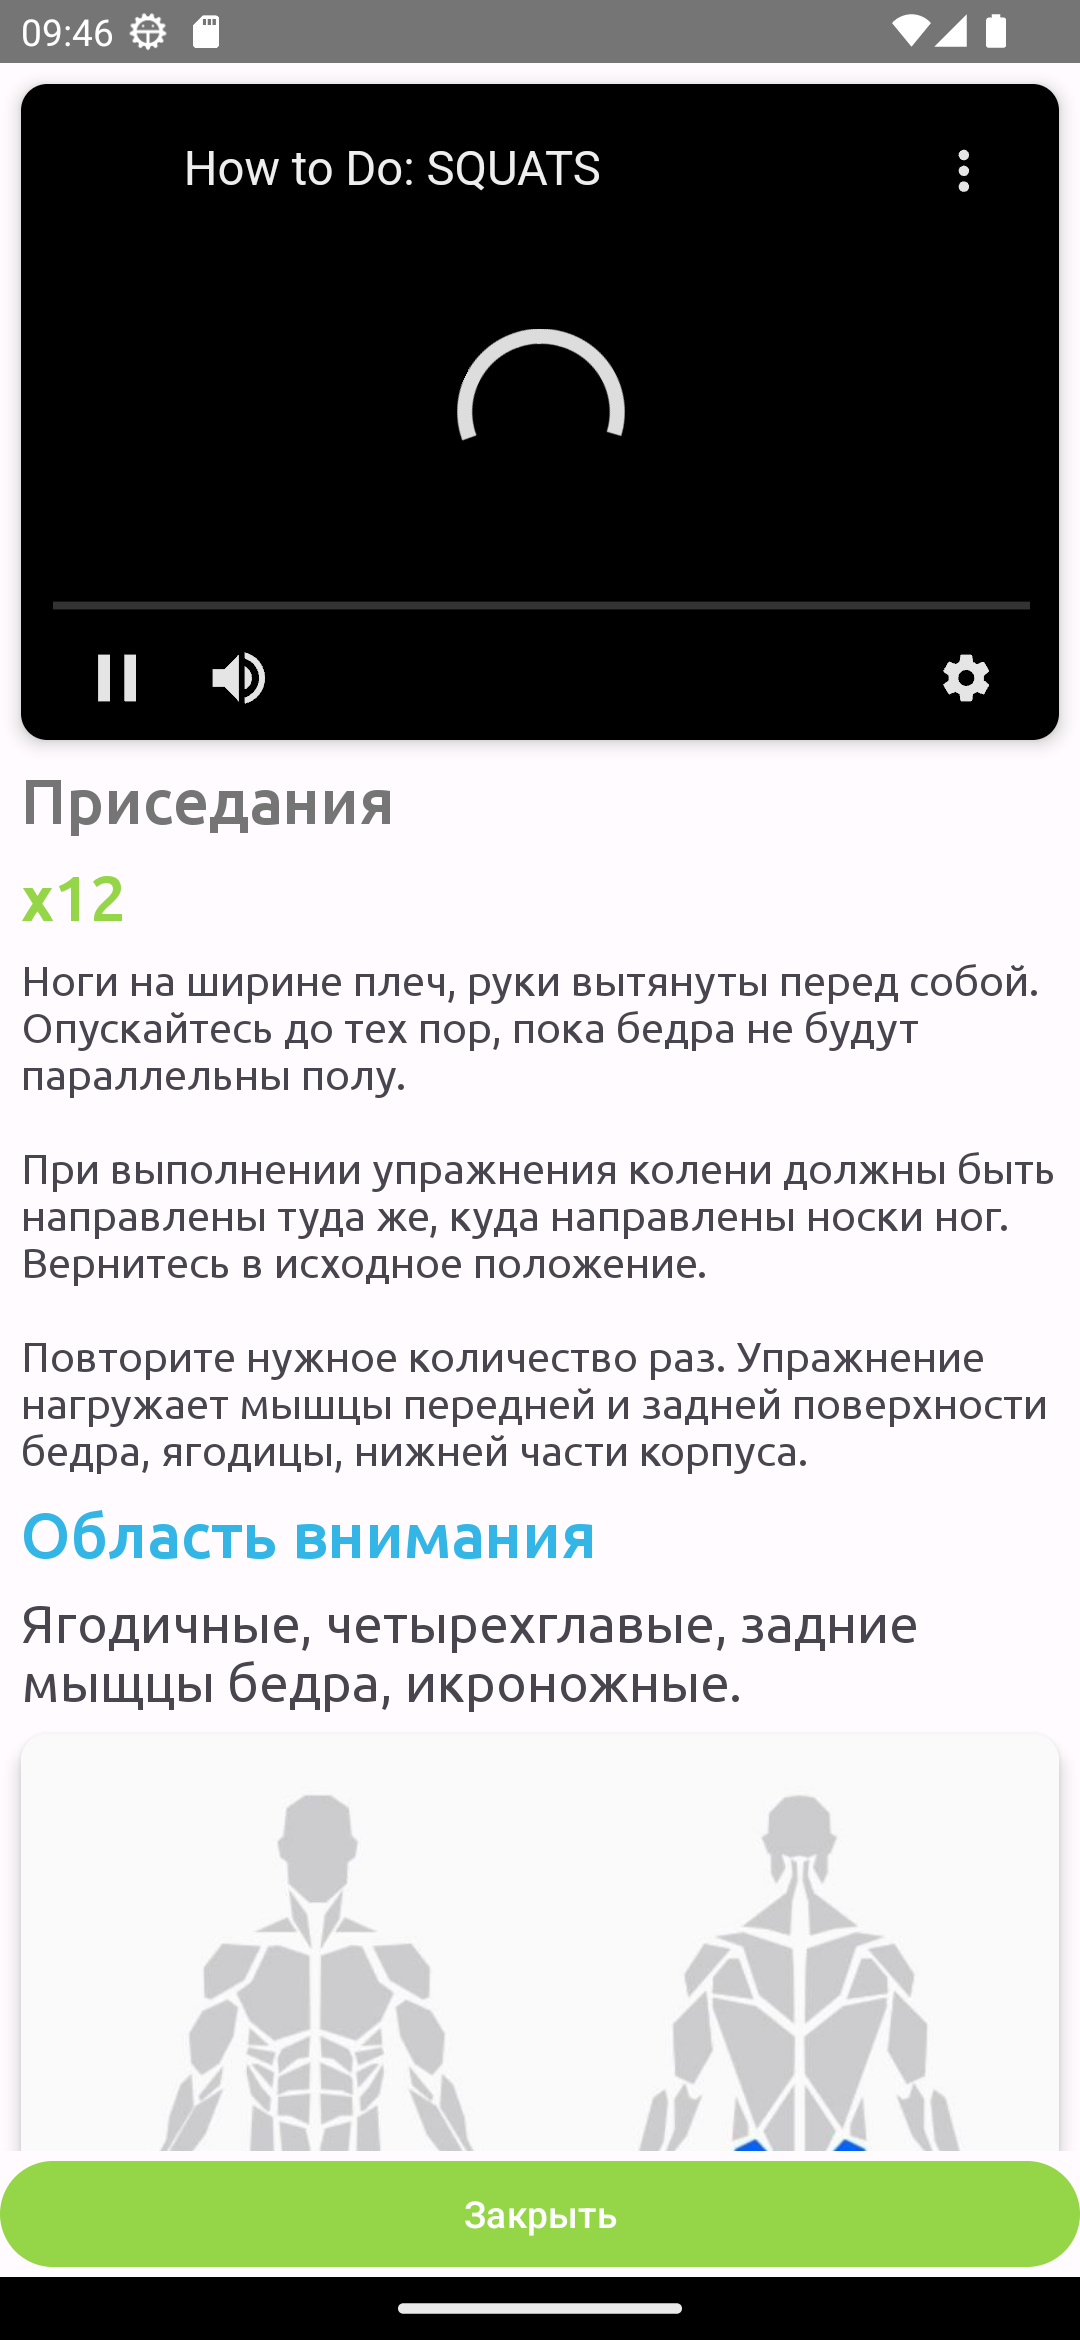 09:46
How to Do: SQUATS
Приседания
x12
Ноги на ширине плеч, руки вытянуты перед собой.
Опускайтесь до тех пор, пока бедра не будут
параллельны полу.
При выполнении упражнения колени должны быть
направлены туда же, куда направлены носки ног.
Вернитесь в исходное положение.
Повторите нужное количество раз. Упражнение
нагружает мышцы передней и задней поверхности
бедра, ягодицы, нижней части корпуса.
Область внимания
Ягодичные, четырехглавые, задние
мыщцы бедра, икроножные.
Закрыть